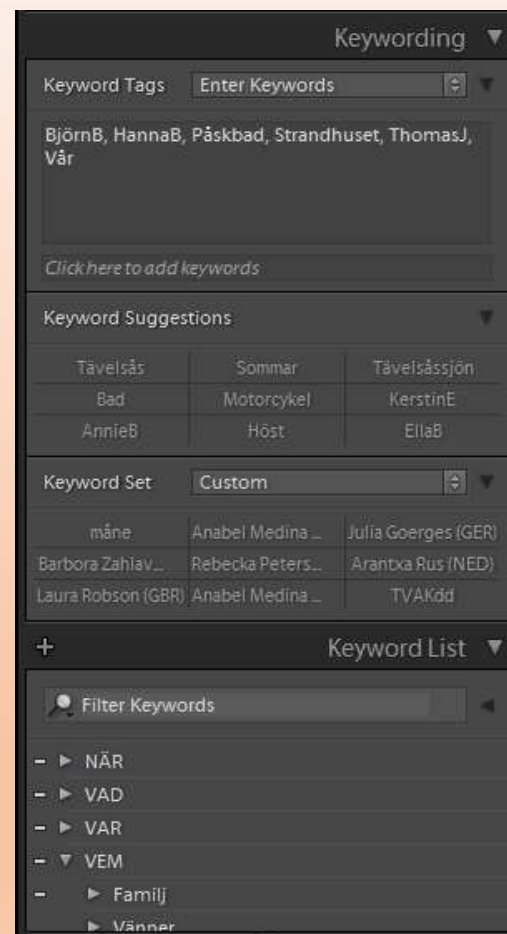 Keywording
Keyword Tags Enter Keywords
BjörnB, HannaB, Påskbad, Strandhuset, ThomasJ,
Vår
Click here to add keywords
Keyword Suggestions
Tävelsås Sommar Tävelsåssjön
Bad Motorcykel KerstinE
AnnieB Höst EllaB
Keyword Set Custom
måne Anabel Medina ... Julia Goerges (GER)
Barbora Zahlav... Rebecka Peters... Arantxa Rus (NED)
Laura Robson (GBR) Anabel Medina ... TVAKdd
+ Keyword List
Filter Keywords
NÄR
VAD
VAR
VEM
Familj
Vänner